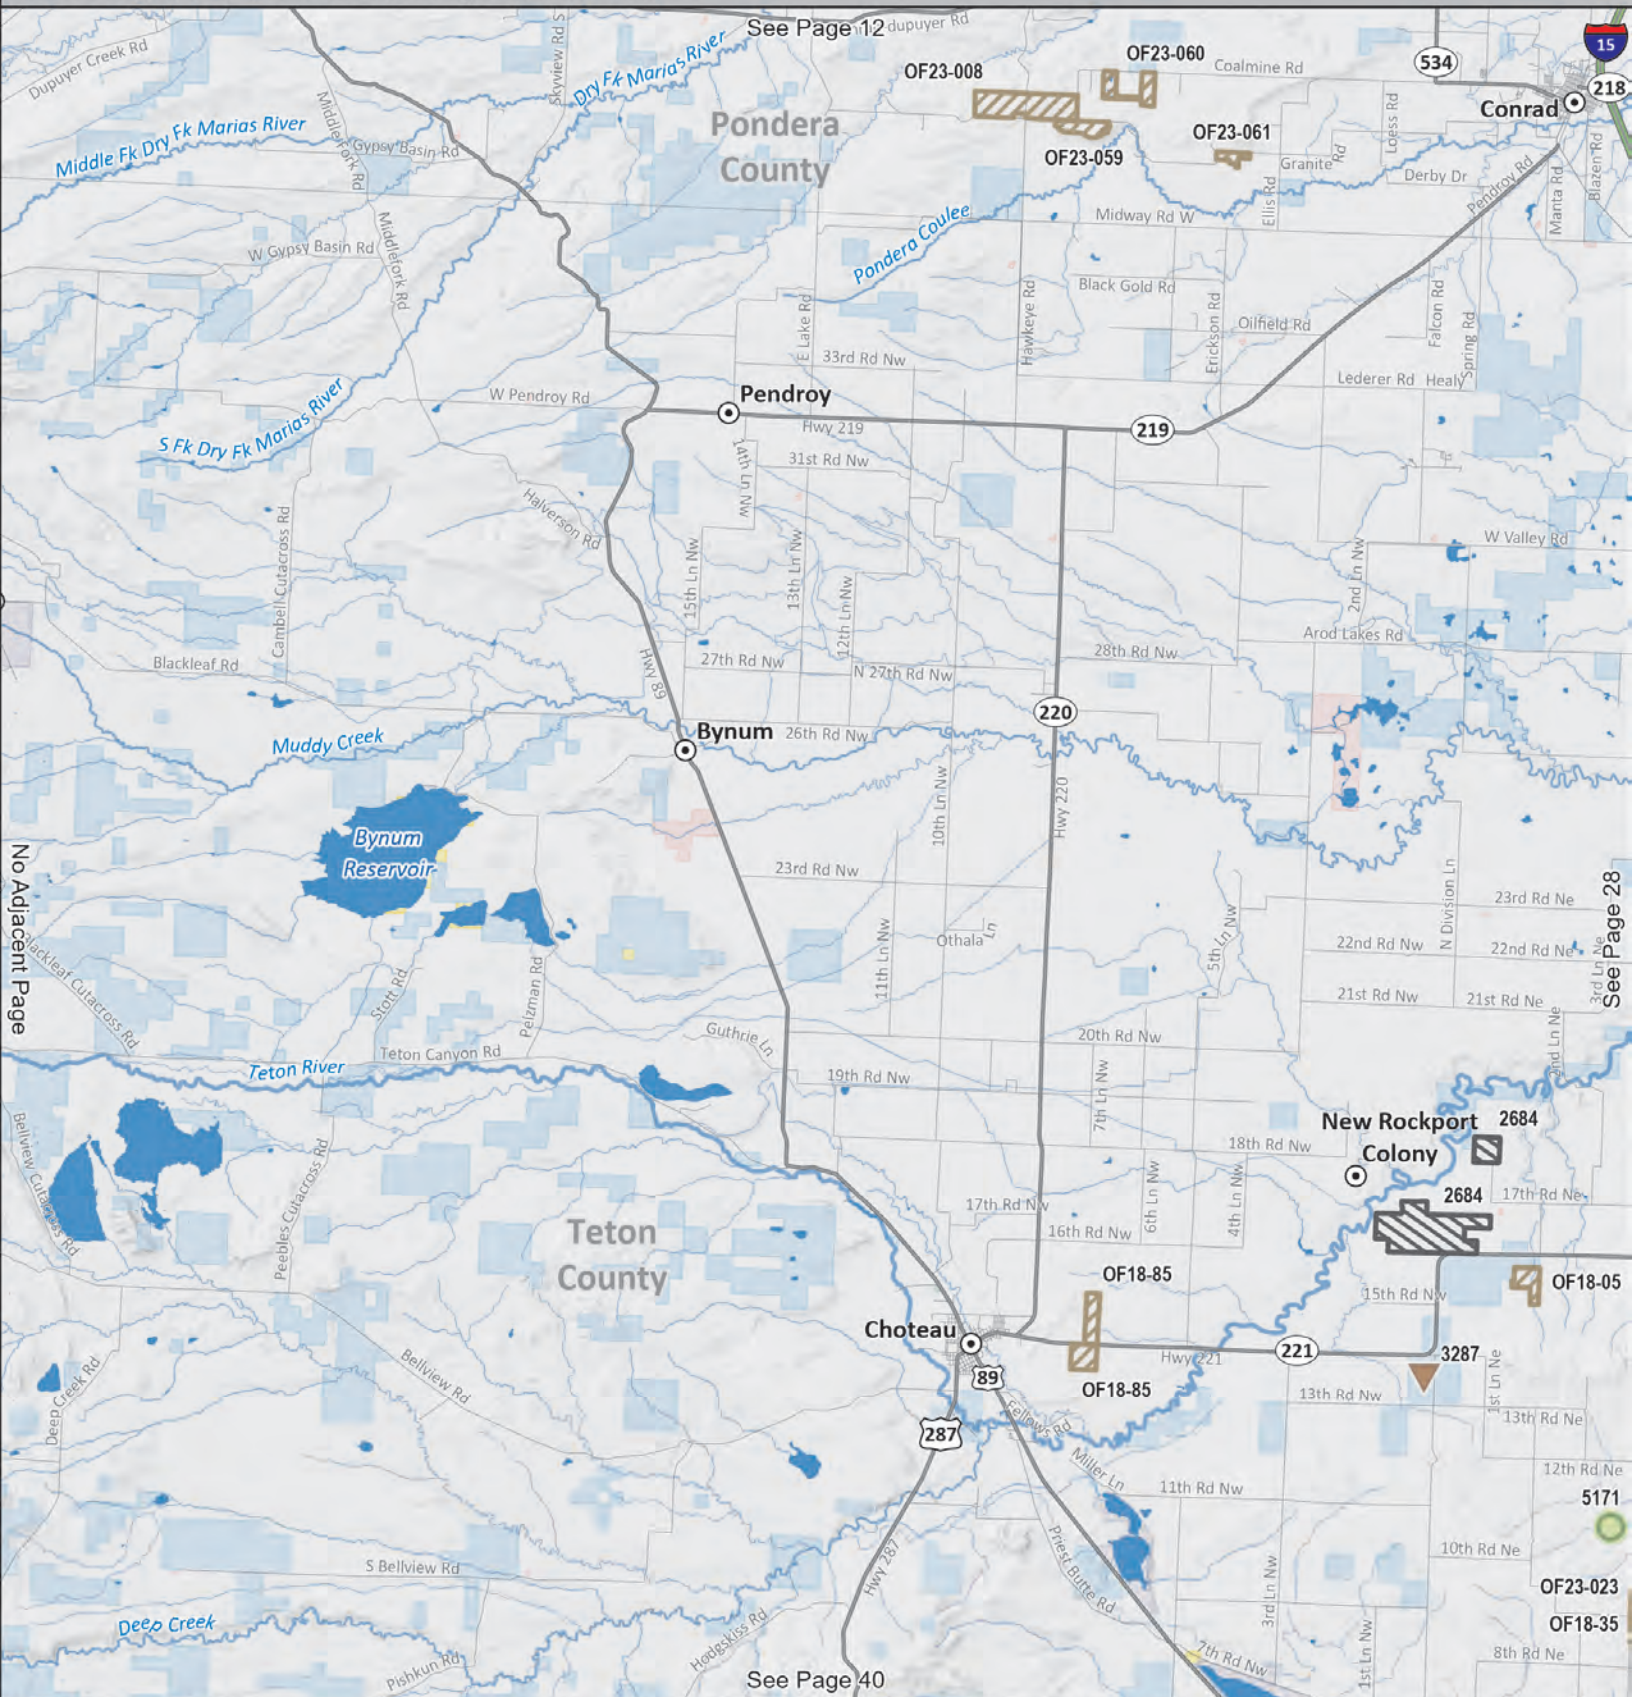 See Page 12
dupuyer Rd
Dupuyer Creek Rd
Skyview Rd S
Dry Fk Marias River
OF23-008
OF23-060
Coalmine Rd
534
15
218
Conrad
Pondera
County
Middle Fk Dry Fk Marias River
Middle Fork Rd
Gypsy Basin Rd
OF23-059
OF23-061
Granite Rd
Loess Rd
Derby Dr
Pendroy Rd
Manta Rd
Blazen Rd
Ellis Rd
Midway Rd W
Pondera Coulee
W Gypsy Basin Rd
Middlefork Rd
Black Gold Rd
Hawkeye Rd
Erickson Rd
Oilfield Rd
Falcon Rd
Spring Rd
E Lake Rd
33rd Rd Nw
Lederer Rd
Healy
W Pendroy Rd
Pendroy
Hwy 219
219
S Fk Dry Fk Marias River
14th Ln Nw
31st Rd Nw
Halverson Rd
Cambell Cutacross Rd
15th Ln Nw
13th Ln Nw
12th Ln Nw
2nd Ln Nw
W Valley Rd
Arod Lakes Rd
Blackleaf Rd
Hwy 89
27th Rd Nw
N 27th Rd Nw
28th Rd Nw
220
Muddy Creek
Bynum
26th Rd Nw
10th Ln Nw
Hwy 220
Bynum
Reservoir
No Adjacent Page
23rd Rd Nw
N Division Ln
23rd Rd Ne
See Page 28
Blackleaf Cutacross Rd
Stott Rd
Pelzman Rd
11th Ln Nw
Othala Ln
5th Ln Nw
22nd Rd Nw
22nd Rd Ne
3rd Ln Ne
21st Rd Nw
21st Rd Ne
Guthrie Ln
20th Rd Nw
2nd Ln Ne
Teton Canyon Rd
Teton River
19th Rd Nw
7th Ln Nw
New Rockport
Colony
2684
18th Rd Nw
Bellview Cutacross Rd
Peebles Cutacross Rd
6th Ln Nw
4th Ln Nw
2684
17th Rd Ne
17th Rd Nw
16th Rd Nw
Teton
County
OF18-85
OF18-05
15th Rd Nw
Choteau
Hwy 221
221
3287
89
OF18-85
13th Rd Nw
1st Ln Ne
13th Rd Ne
Deep Creek Rd
Bellview Rd
Fellows Rd
287
Miller Ln
11th Rd Nw
12th Rd Ne
5171
10th Rd Ne
Priest Butte Rd
S Bellview Rd
Hwy 287
3rd Ln Nw
OF23-023
OF18-35
Deep Creek
Hodgskiss Rd
7th Rd Nw
1st Ln Nw
8th Rd Ne
Pishkun Rd
See Page 40